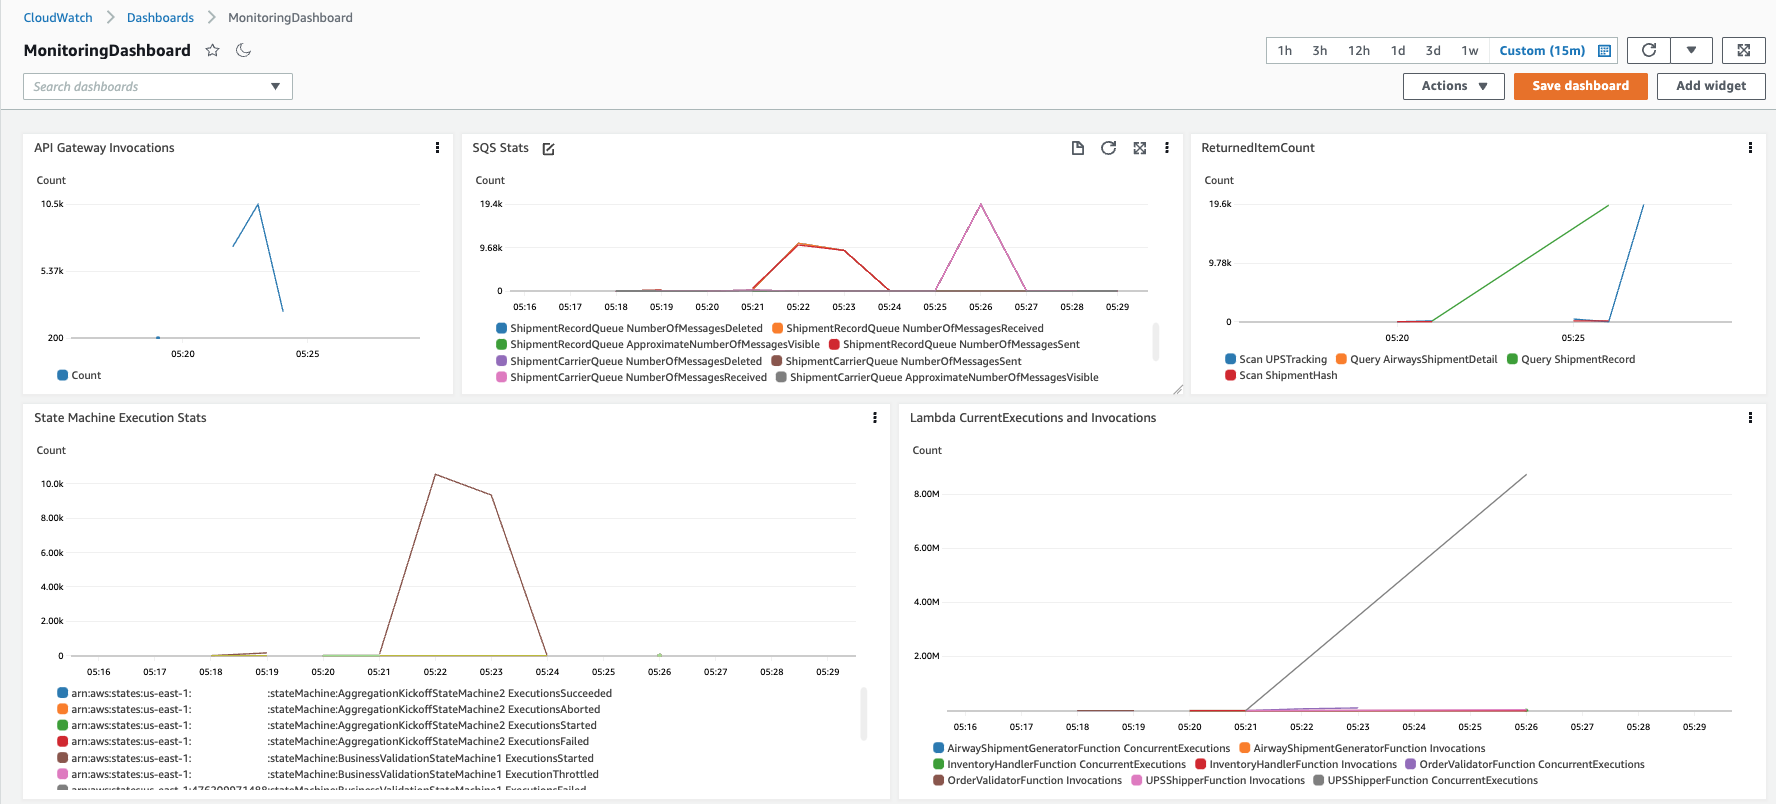 CloudWatch > Dashboards > MonitoringDashboard
MonitoringDashboard
1h 3h 12h 1d 3d 1w Custom (15m)
Search dashboards
Actions Save dashboard Add widget
API Gateway Invocations
Count
10.5k
5.37k
200
05:20 05:25
Count
SQS Stats
Count
19.4k
9.68k
0
05:16 05:17 05:18 05:19 05:20 05:21 05:22 05:23 05:24 05:25 05:26 05:27 05:28 05:29
ShipmentRecordQueue NumberOfMessagesDeleted ShipmentRecordQueue NumberOfMessagesReceived
ShipmentRecordQueue ApproximateNumberOfMessagesVisible ShipmentRecordQueue NumberOfMessagesSent
ShipmentCarrierQueue NumberOfMessagesDeleted ShipmentCarrierQueue NumberOfMessagesSent
ShipmentCarrierQueue NumberOfMessagesReceived ShipmentCarrierQueue ApproximateNumberOfMessagesVisible
ReturnedItemCount
Count
19.6k
9.78k
0
05:20 05:25
Scan UPSTracking Query AirwaysShipmentDetail Query ShipmentRecord
Scan ShipmentHash
State Machine Execution Stats
Count
10.0k
8.00k
6.00k
4.00k
2.00k
0
05:16 05:17 05:18 05:19 05:20 05:21 05:22 05:23 05:24 05:25 05:26 05:27 05:28 05:29
arn:aws:states:us-east-1: :stateMachine:AggregationKickoffStateMachine2 ExecutionsSucceeded
arn:aws:states:us-east-1: :stateMachine:AggregationKickoffStateMachine2 ExecutionsAborted
arn:aws:states:us-east-1: :stateMachine:AggregationKickoffStateMachine2 ExecutionsStarted
arn:aws:states:us-east-1: :stateMachine:AggregationKickoffStateMachine2 ExecutionsFailed
arn:aws:states:us-east-1: :stateMachine:BusinessValidationStateMachine1 ExecutionsStarted
arn:aws:states:us-east-1: :stateMachine:BusinessValidationStateMachine1 ExecutionThrottled
Lambda CurrentExecutions and Invocations
Count
8.00M
6.00M
4.00M
2.00M
05:16 05:17 05:18 05:19 05:20 05:21 05:22 05:23 05:24 05:25 05:26 05:27 05:28 05:29
AirwayShipmentGeneratorFunction ConcurrentExecutions AirwayShipmentGeneratorFunction Invocations
InventoryHandlerFunction ConcurrentExecutions InventoryHandlerFunction Invocations OrderValidatorFunction ConcurrentExecutions
OrderValidatorFunction Invocations UPSShipperFunction Invocations UPSShipperFunction ConcurrentExecutions